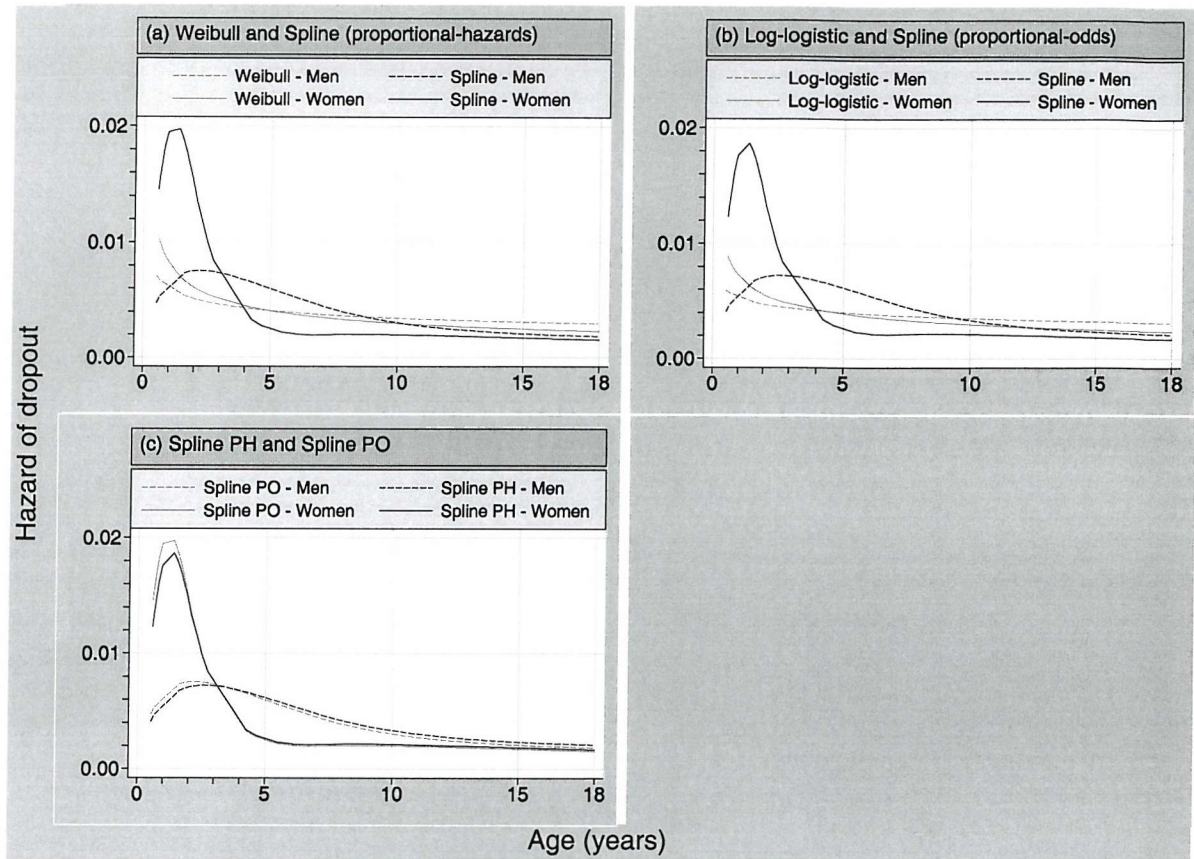 (a) Weibull and Spline (proportional-hazards)
Weibull - Men
Spline - Men
Weibull - Women
Spline - Women
0.02
0.01
0.00
0
5
10
15
18
(b) Log-logistic and Spline (proportional-odds)
Log-logistic - Men
Spline - Men
Log-logistic - Women
Spline - Women
0.02
0.01
0.00
0
5
10
15
18
Hazard of dropout
(c) Spline PH and Spline PO
Spline PO - Men
Spline PH - Men
Spline PO - Women
Spline PH - Women
0.02
0.01
0.00
0
5
10
15
18
Age (years)